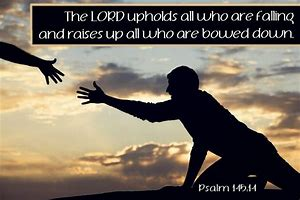 The LORD upholds all who are falling
and raises up all who are bowed down.
Psalm 145:14